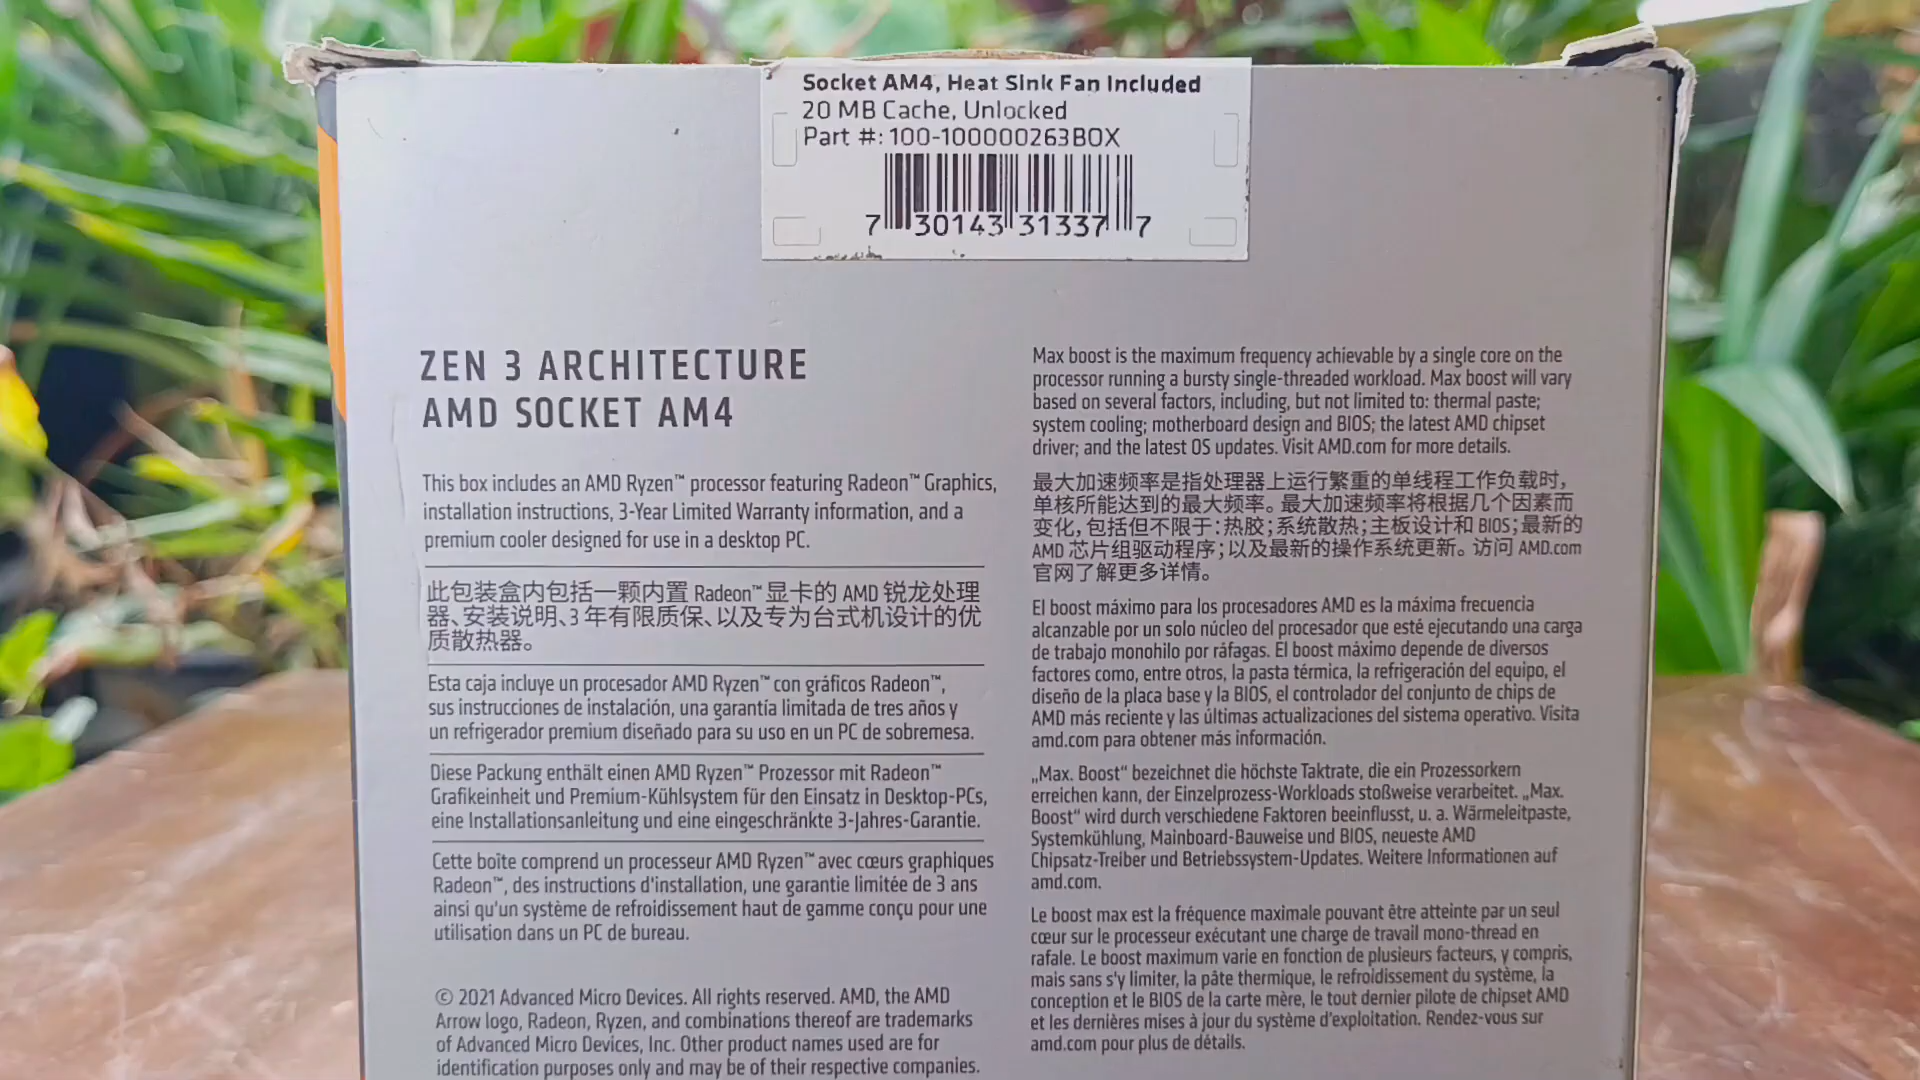 Socket AM4, Heat Sink Fan Included
20 MB Cache, Unlocked
Part #: 100-100000263BOX
7 30143 31337 7
ZEN 3 ARCHITECTURE
AMD SOCKET AM4
This box includes an AMD Ryzen™ processor featuring Radeon™ Graphics,
installation instructions, 3-Year Limited Warranty information, and a
premium cooler designed for use in a desktop PC.
此包装盒内包括一颗内置 Radeon™ 显卡的 AMD 锐龙处理
器、安装说明、3 年有限质保、以及专为台式机设计的优
质散热器。
Esta caja incluye un procesador AMD Ryzen™ con gráficos Radeon™,
sus instrucciones de instalación, una garantía limitada de tres años y
un refrigerador premium diseñado para su uso en un PC de sobremesa.
Diese Packung enthält einen AMD Ryzen™ Prozessor mit Radeon™
Grafikeinheit und Premium-Kühlsystem für den Einsatz in Desktop-PCs,
eine Installationsanleitung und eine eingeschränkte 3-Jahres-Garantie.
Cette boîte comprend un processeur AMD Ryzen™ avec cœurs graphiques
Radeon™, des instructions d'installation, une garantie limitée de 3 ans
ainsi qu'un système de refroidissement haut de gamme conçu pour une
utilisation dans un PC de bureau.
© 2021 Advanced Micro Devices. All rights reserved. AMD, the AMD
Arrow logo, Radeon, Ryzen, and combinations thereof are trademarks
of Advanced Micro Devices, Inc. Other product names used are for
identification purposes only and may be of their respective companies.
Max boost is the maximum frequency achievable by a single core on the
processor running a bursty single-threaded workload. Max boost will vary
based on several factors, including, but not limited to: thermal paste;
system cooling; motherboard design and BIOS; the latest AMD chipset
driver; and the latest OS updates. Visit AMD.com for more details.
最大加速频率是指处理器上运行繁重的单线程工作负载时，
单核所能达到的最大频率。最大加速频率将根据几个因素而
变化，包括但不限于：热胶；系统散热；主板设计和 BIOS；最新的
AMD 芯片组驱动程序；以及最新的操作系统更新。访问 AMD.com
官网了解更多详情。
El boost máximo para los procesadores AMD es la máxima frecuencia
alcanzable por un solo núcleo del procesador que esté ejecutando una carga
de trabajo monohilo por ráfagas. El boost máximo depende de diversos
factores como, entre otros, la pasta térmica, la refrigeración del equipo, el
diseño de la placa base y la BIOS, el controlador del conjunto de chips de
AMD más reciente y las últimas actualizaciones del sistema operativo. Visita
amd.com para obtener más información.
„Max. Boost“ bezeichnet die höchste Taktrate, die ein Prozessorkern
erreichen kann, der Einzelprozess-Workloads stoßweise verarbeitet. „Max.
Boost“ wird durch verschiedene Faktoren beeinflusst, u. a. Wärmeleitpaste,
Systemkühlung, Mainboard-Bauweise und BIOS, neueste AMD
Chipsatz-Treiber und Betriebssystem-Updates. Weitere Informationen auf
amd.com.
Le boost max est la fréquence maximale pouvant être atteinte par un seul
cœur sur le processeur exécutant une charge de travail mono-thread en
rafale. Le boost maximum varie en fonction de plusieurs facteurs, y compris,
mais sans s'y limiter, la pâte thermique, le refroidissement du système, la
conception et le BIOS de la carte mère, le tout dernier pilote de chipset AMD
et les dernières mises à jour du système d'exploitation. Rendez-vous sur
amd.com pour plus de détails.